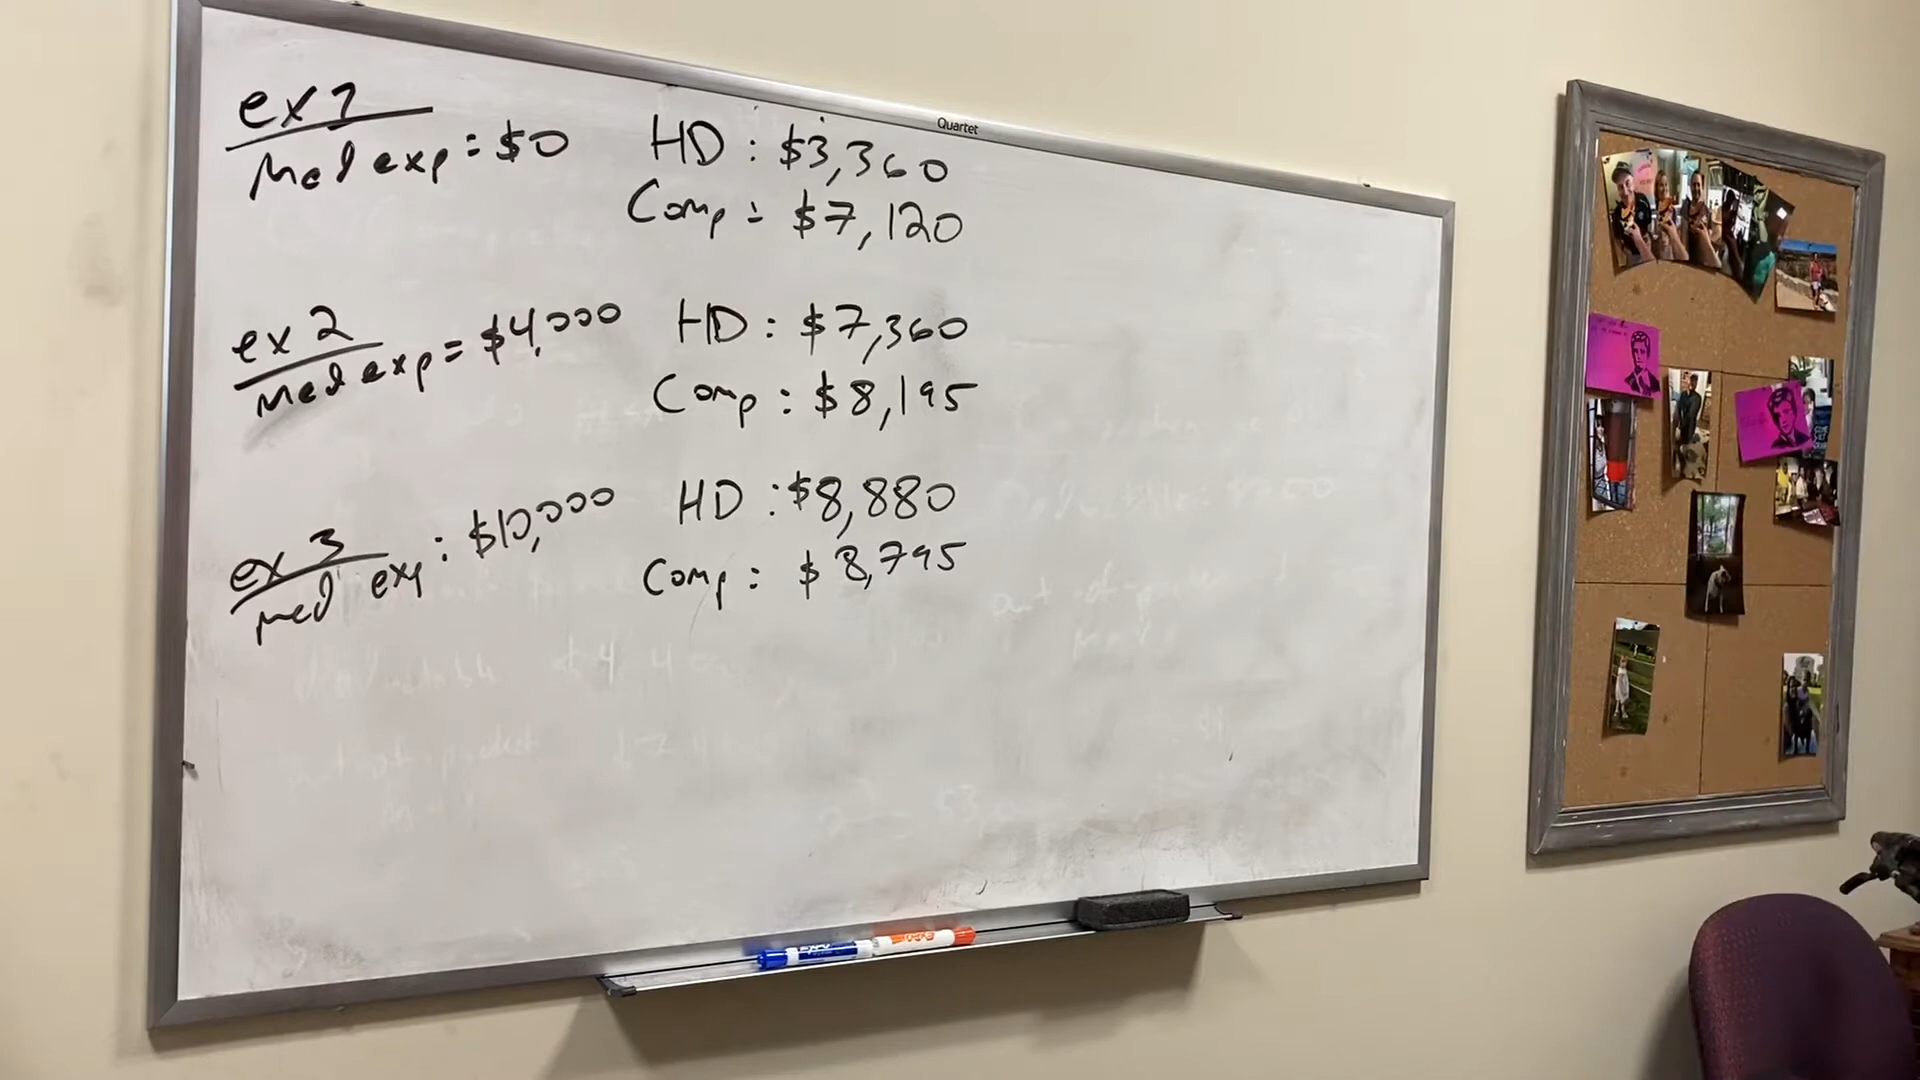 ex 1
Med exp: $0
HD: $3,360
Comp: $7,120
ex 2
Med exp = $4,000
HD: $7,360
Comp: $8,195
ex 3
med exp: $10,000
HD: $8,880
Comp: $8,795
Quartet
EXPO